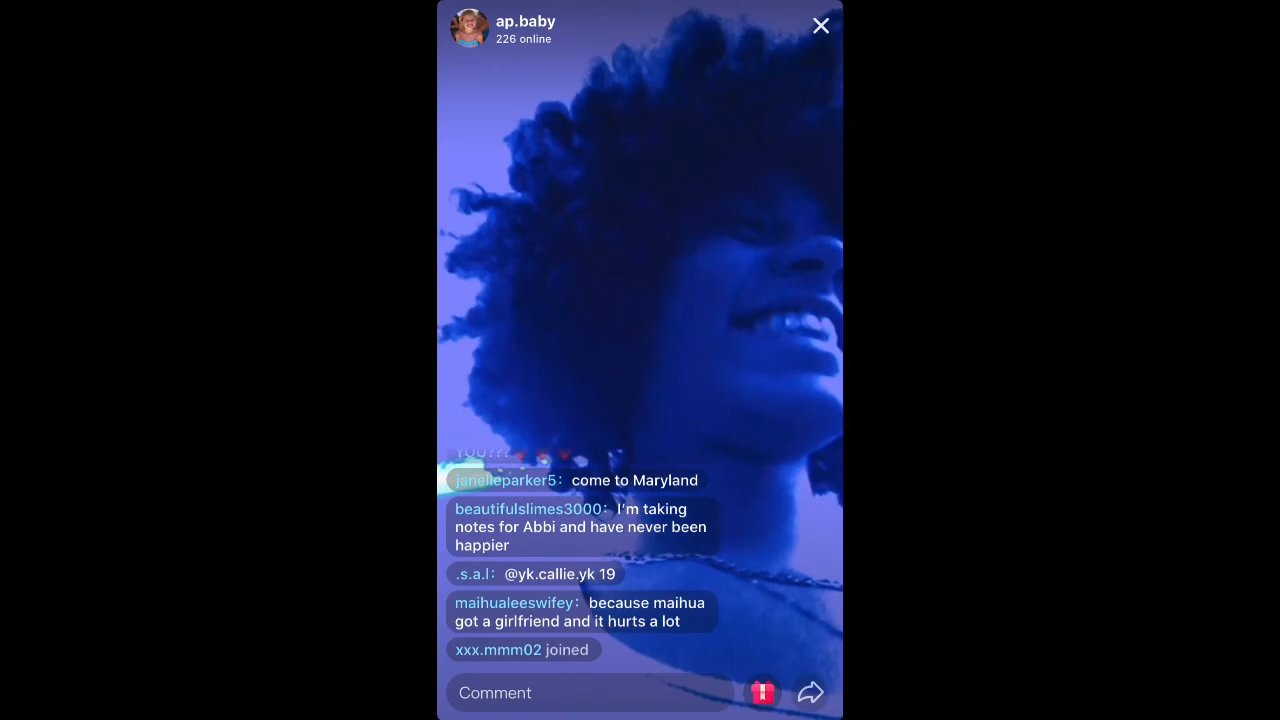 ap.baby
226 online
YOU???
janelleparker5: come to Maryland
beautifulslimes3000: I'm taking
notes for Abbi and have never been
happier
.s.a.l: @yk.callie.yk 19
maihualeeswifey: because maihua
got a girlfriend and it hurts a lot
xxx.mmm02 joined
Comment